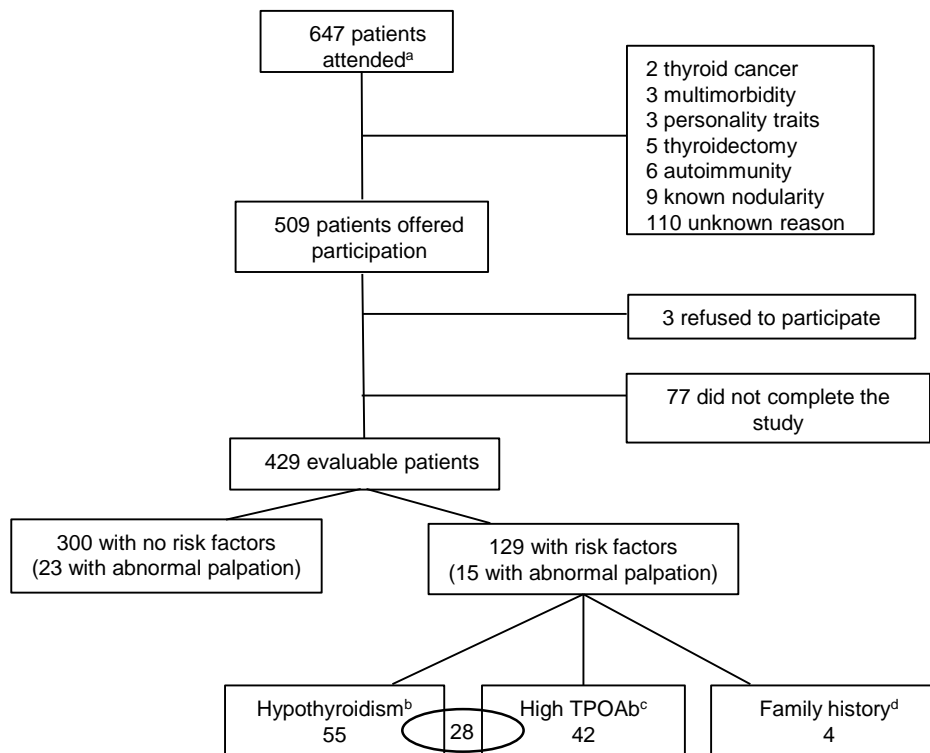 647 patients
attendedᵃ
2 thyroid cancer
3 multimorbidity
3 personality traits
5 thyroidectomy
6 autoimmunity
9 known nodularity
110 unknown reason
509 patients offered
participation
3 refused to participate
77 did not complete the
study
429 evaluable patients
300 with no risk factors
(23 with abnormal palpation)
129 with risk factors
(15 with abnormal palpation)
Hypothyroidismᵇ
55
28
High TPOAbᶜ
42
Family historyᵈ
4